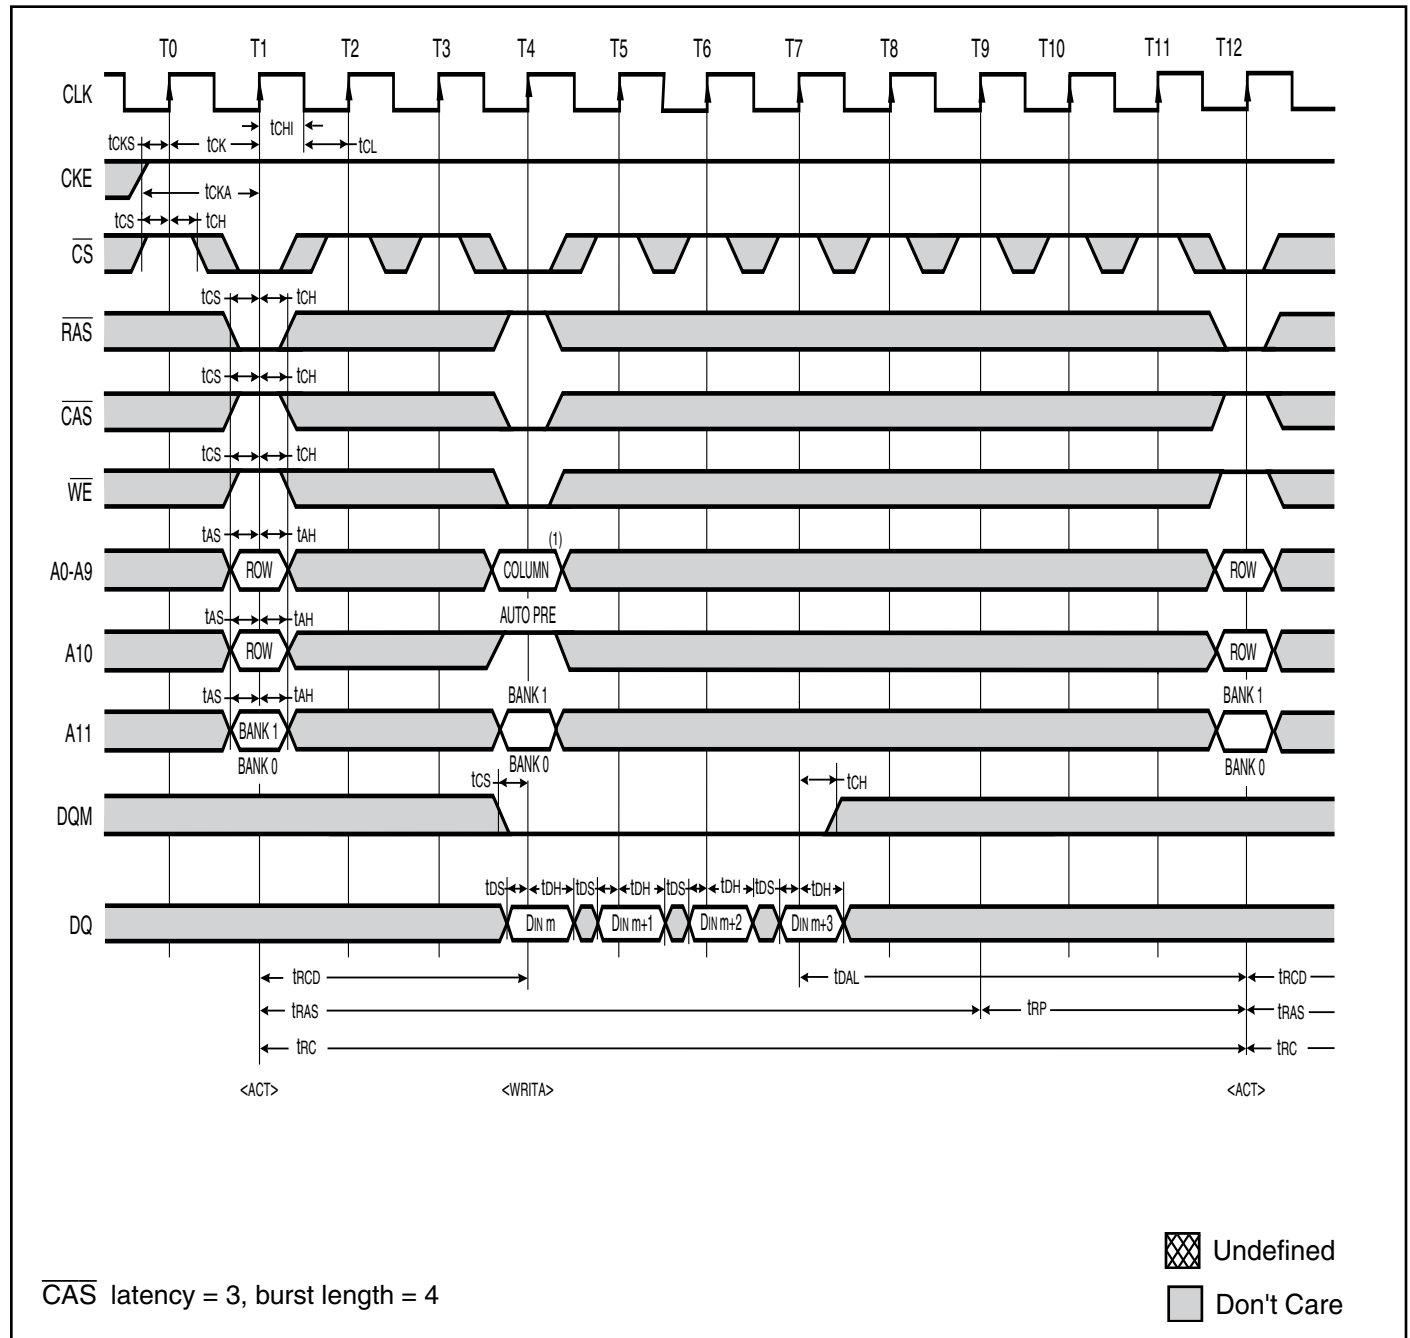 T0 T1 T2 T3 T4 T5 T6 T7 T8 T9 T10 T11 T12
CLK
tCHI
tCKS tCK tCL
CKE
tCKA
tCS tCH
CS
tCS tCH
RAS
tCS tCH
CAS
tCS tCH
WE
tAS tAH (1)
A0-A9 ROW COLUMN ROW
tAS tAH AUTO PRE
A10 ROW ROW
tAS tAH BANK 1 BANK 1
A11 BANK 1
BANK 0 BANK 0 BANK 0
tCS tCH
DQM
tDS tDH tDS tDH tDS tDH tDS tDH
DQ DIN m DIN m+1 DIN m+2 DIN m+3
tRCD tDAL tRCD
tRAS tRP tRAS
tRC tRC
<ACT> <WRITA> <ACT>
Undefined
CAS latency = 3, burst length = 4
Don't Care